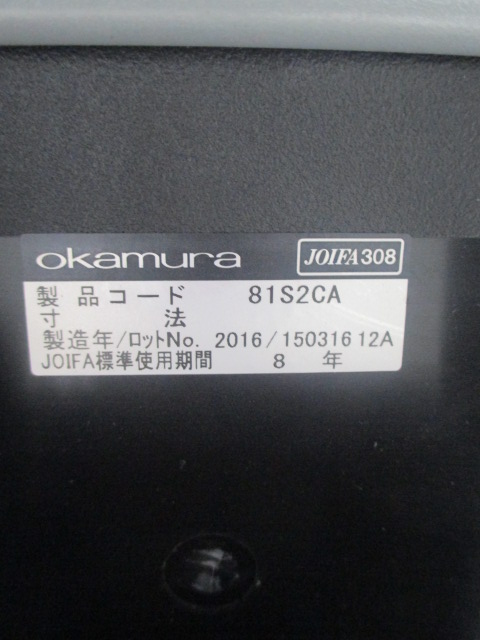 okamura
JOIFA308
製品コード 81S2CA
寸法
製造年/ロットNo. 2016/15031612A
JOIFA標準使用期間 8 年